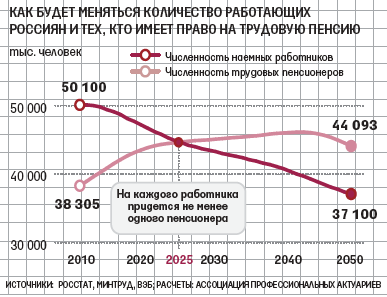 КАК БУДЕТ МЕНЯТЬСЯ КОЛИЧЕСТВО РАБОТАЮЩИХ
РОССИЯН И ТЕХ, КТО ИМЕЕТ ПРАВО НА ТРУДОВУЮ ПЕНСИЮ
тыс. человек
Численность наемных работников
Численность трудовых пенсионеров
50 100
50 000
44 093
40 000
На каждого работника
придется не менее
одного пенсионера
38 305
37 100
30 000
2010 2020 2025 2030 2040 2050
ИСТОЧНИКИ: РОССТАТ, МИНТРУД, ВЭБ; РАСЧЕТЫ: АССОЦИАЦИЯ ПРОФЕССИОНАЛЬНЫХ АКТУАРИЕВ